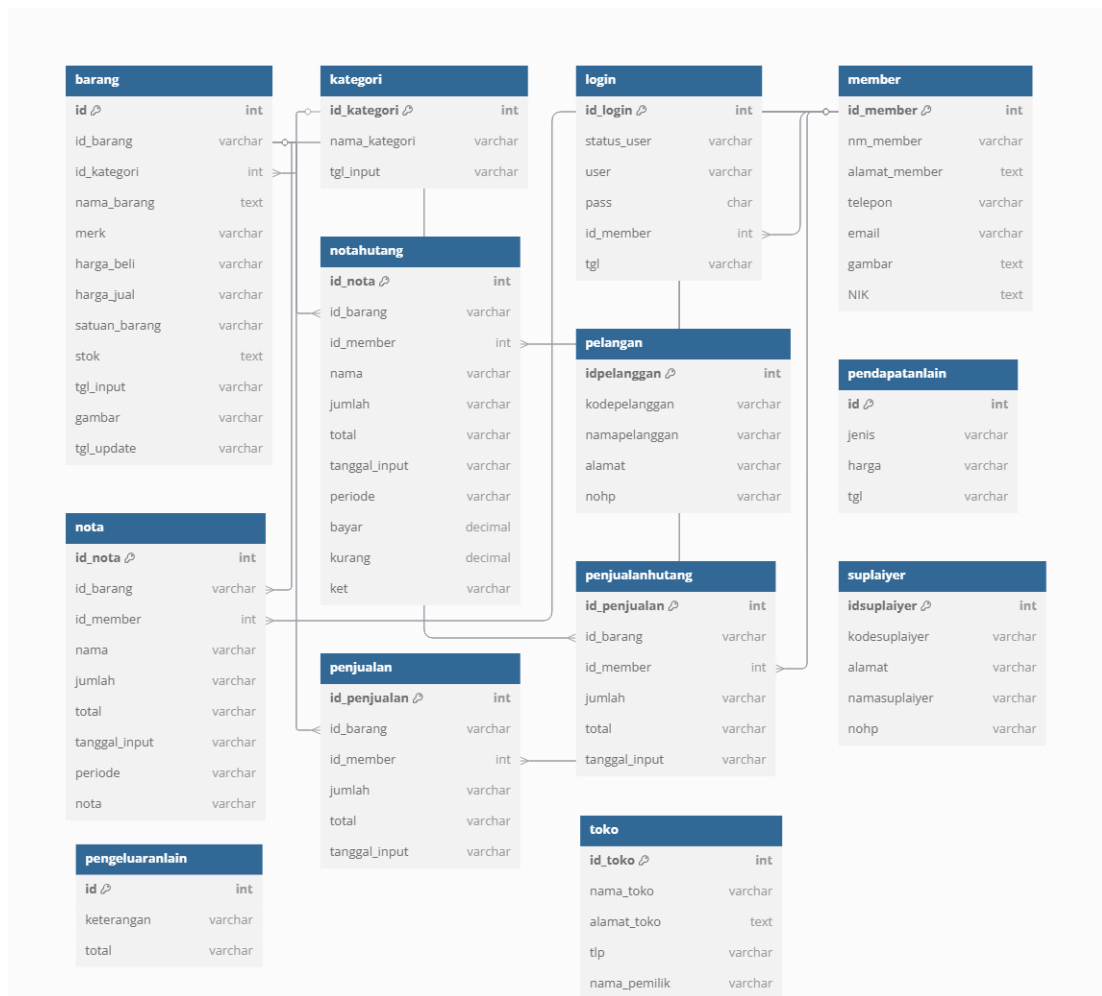 barang
id int
id_barang varchar
id_kategori int
nama_barang text
merk varchar
harga_beli varchar
harga_jual varchar
satuan_barang varchar
stok text
tgl_input varchar
gambar varchar
tgl_update varchar
kategori
id_kategori int
nama_kategori varchar
tgl_input varchar
login
id_login int
status_user varchar
user varchar
pass char
id_member int
tgl varchar
member
id_member int
nm_member varchar
alamat_member text
telepon varchar
email varchar
gambar text
NIK text
notahutang
id_nota int
id_barang varchar
id_member int
nama varchar
jumlah varchar
total varchar
tanggal_input varchar
periode varchar
bayar decimal
kurang decimal
ket varchar
pelangan
idpelanggan int
kodepelanggan varchar
namapelanggan varchar
alamat varchar
nohp varchar
pendapatanlain
id int
jenis varchar
harga varchar
tgl varchar
nota
id_nota int
id_barang varchar
id_member int
nama varchar
jumlah varchar
total varchar
tanggal_input varchar
periode varchar
nota varchar
penjualan
id_penjualan int
id_barang varchar
id_member int
jumlah varchar
total varchar
tanggal_input varchar
penjualanhutang
id_penjualan int
id_barang varchar
id_member int
jumlah varchar
total varchar
tanggal_input varchar
suplaiyer
idsuplaiyer int
kodesuplaiyer varchar
alamat varchar
namasuplaiyer varchar
nohp varchar
pengeluaranlain
id int
keterangan varchar
total varchar
toko
id_toko int
nama_toko varchar
alamat_toko text
tlp varchar
nama_pemilik varchar